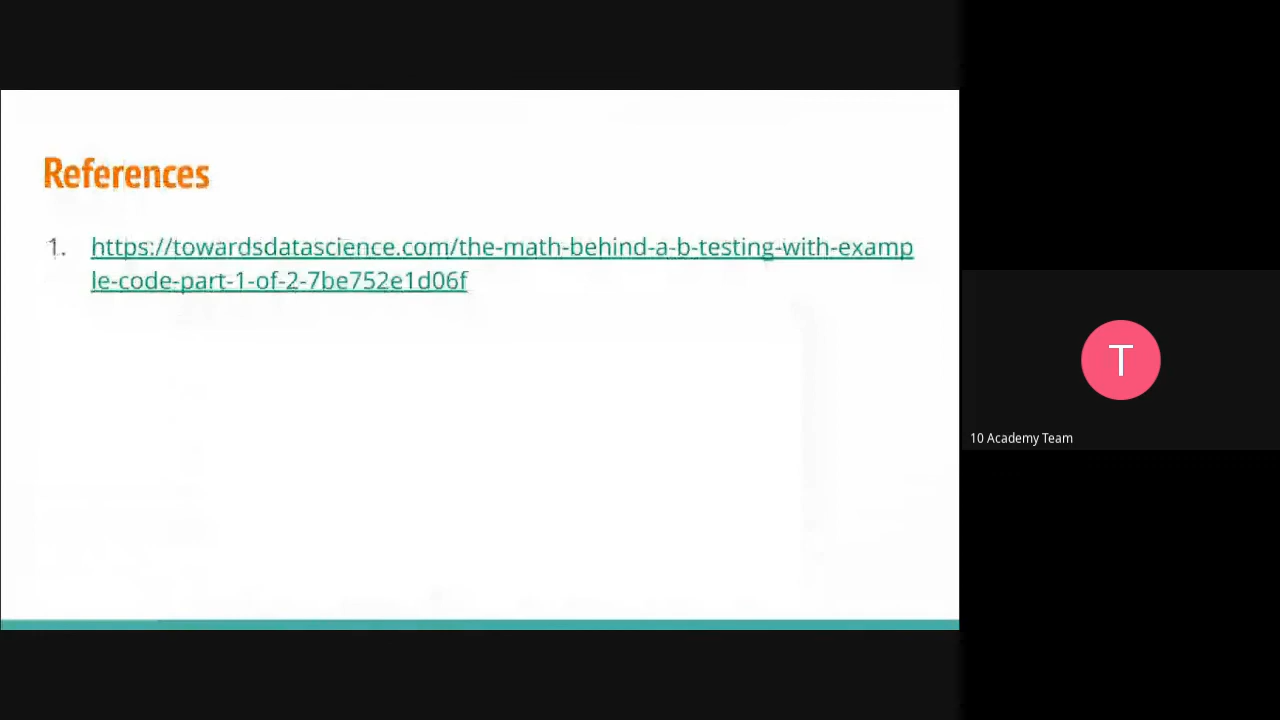 References
1. https://towardsdatascience.com/the-math-behind-a-b-testing-with-examp
le-code-part-1-of-2-7be752e1d06f
T
10 Academy Team